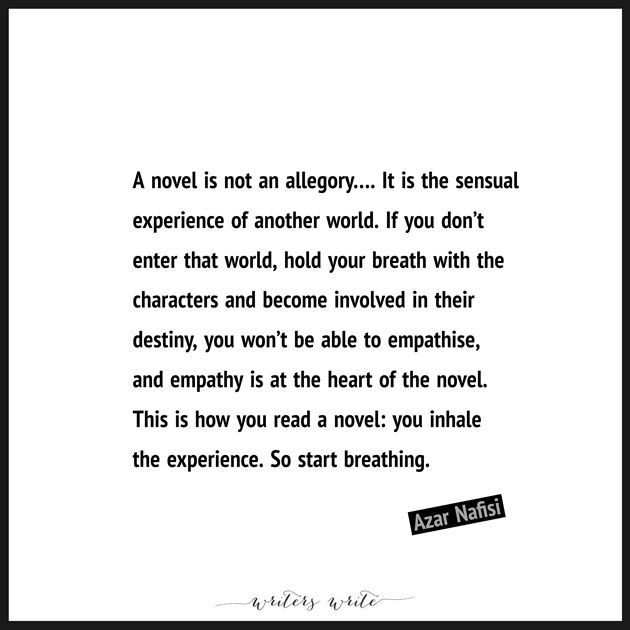 A novel is not an allegory.... It is the sensual
experience of another world. If you don't
enter that world, hold your breath with the
characters and become involved in their
destiny, you won't be able to empathise,
and empathy is at the heart of the novel.
This is how you read a novel: you inhale
the experience. So start breathing.
Azar Nafisi
writers write